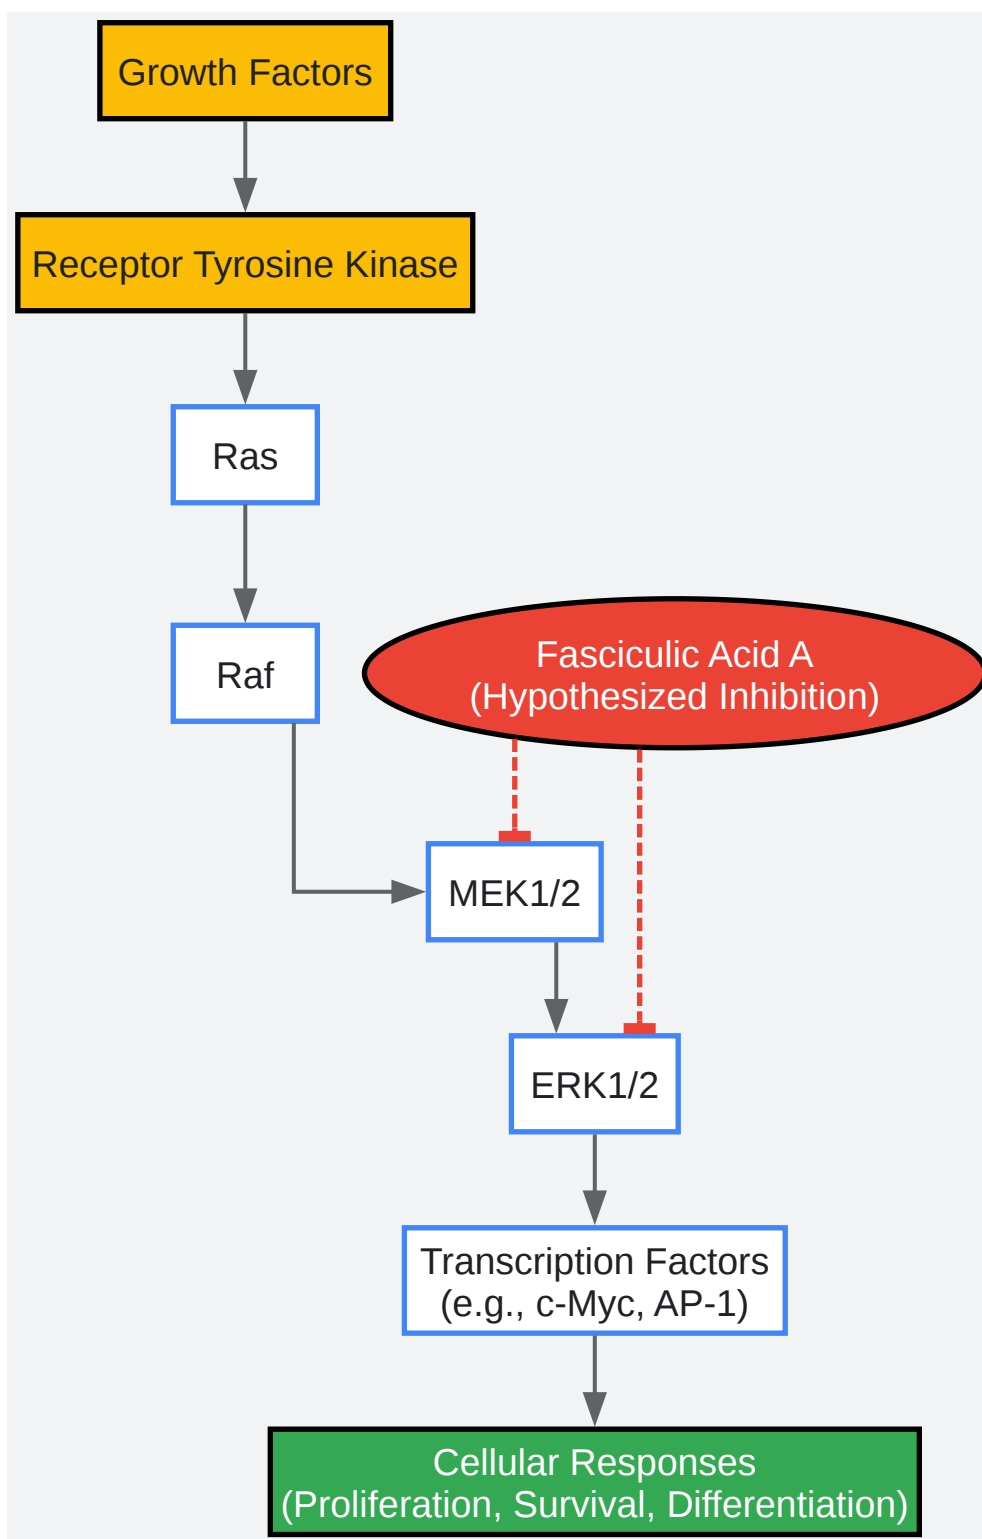 Growth Factors
Receptor Tyrosine Kinase
Ras
Raf
Fasciculic Acid A
(Hypothesized Inhibition)
MEK1/2
ERK1/2
Transcription Factors
(e.g., c-Myc, AP-1)
Cellular Responses
(Proliferation, Survival, Differentiation)